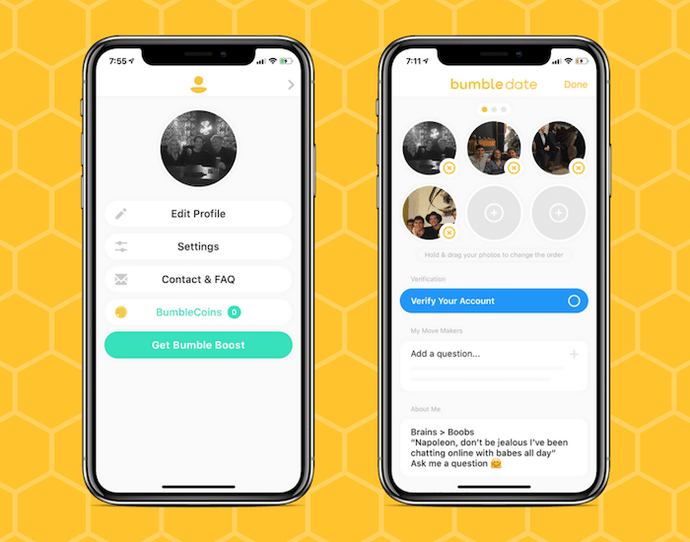 7:55
Edit Profile
Settings
Contact & FAQ
BumbleCoins 0
Get Bumble Boost
7:11
bumble date
Done
Hold & drag your photos to change the order
Verification
Verify Your Account
My Move Makers
Add a question...
About Me
Brains > Boobs
“Napoleon, don’t be jealous I’ve been
chatting online with babes all day”
Ask me a question 🤗